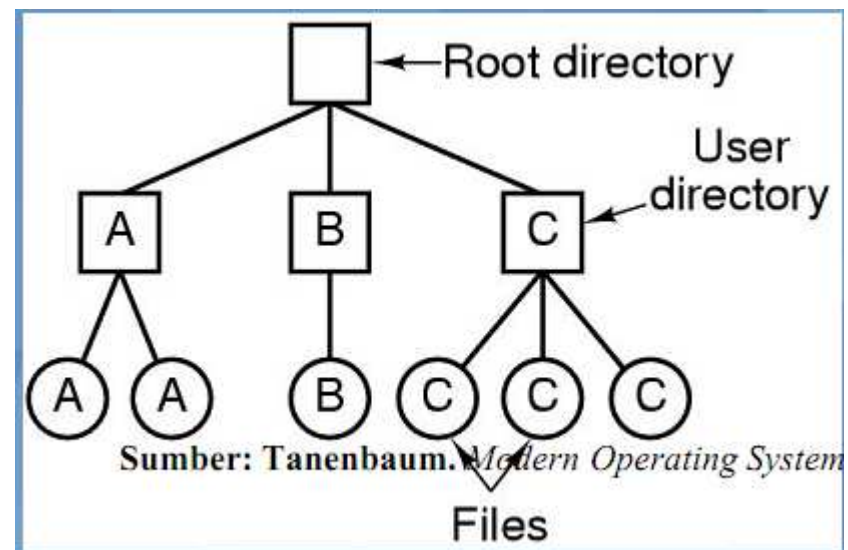 Root directory
User
directory
A B C
A A B C C C
Sumber: Tanenbaum. Modern Operating System
Files